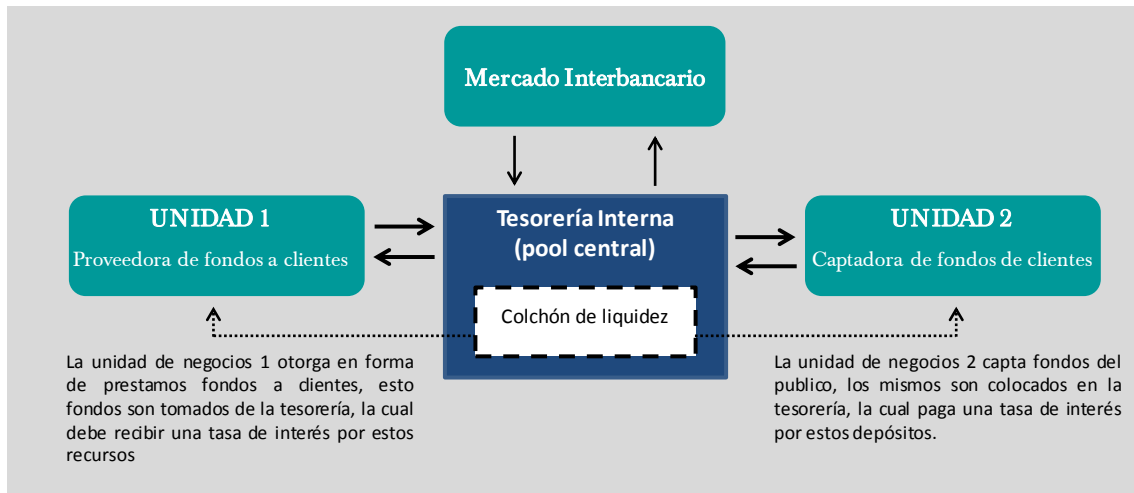 Mercado Interbancario
UNIDAD 1
Proveedora de fondos a clientes
Tesorería Interna
(pool central)
Colchón de liquidez
UNIDAD 2
Captadora de fondos de clientes
La unidad de negocios 1 otorga en forma
de prestamos fondos a clientes, esto
fondos son tomados de la tesorería, la cual
debe recibir una tasa de interés por estos
recursos
La unidad de negocios 2 capta fondos del
publico, los mismos son colocados en la
tesorería, la cual paga una tasa de interés
por estos depósitos.